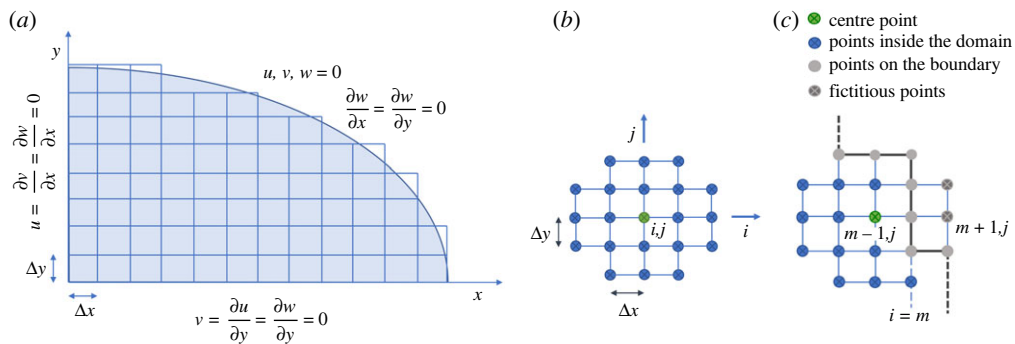 (a)
y
u, v, w = 0
∂w/∂x = ∂w/∂y = 0
u = ∂v/∂x = ∂w/∂x = 0
Δy
Δx
x
v = ∂u/∂y = ∂w/∂y = 0
(b)
j
i,j
i
Δy
Δx
(c)
centre point
points inside the domain
points on the boundary
fictitious points
m – 1,j
m + 1,j
i = m